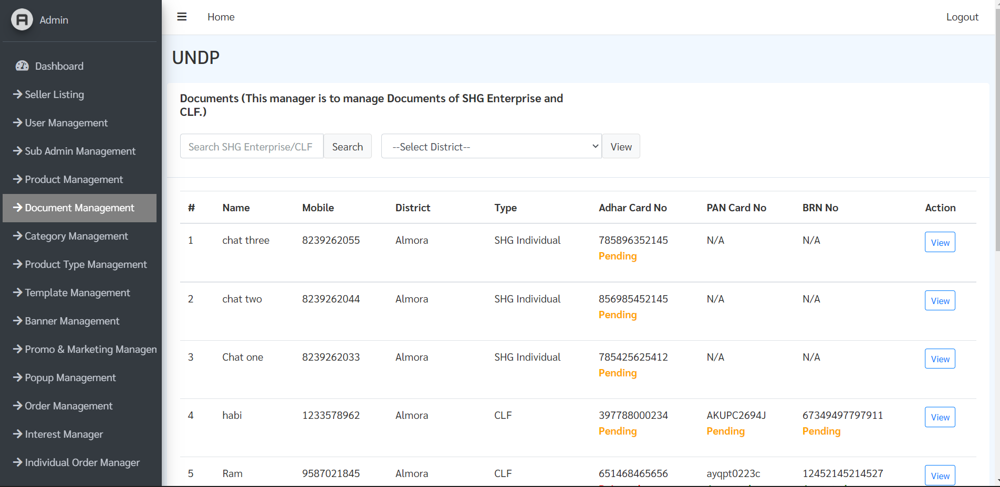 Admin
Dashboard
Seller Listing
User Management
Sub Admin Management
Product Management
Document Management
Category Management
Product Type Management
Template Management
Banner Management
Promo & Marketing Managen
Popup Management
Order Management
Interest Manager
Individual Order Manager
Home
Logout
UNDP
Documents (This manager is to manage Documents of SHG Enterprise and
CLF.)
Search SHG Enterprise/CLF Search --Select District-- View
# Name Mobile District Type Adhar Card No PAN Card No BRN No Action
1 chat three 8239262055 Almora SHG Individual 785896352145 N/A N/A View
Pending
2 chat two 8239262044 Almora SHG Individual 856985452145 N/A N/A View
Pending
3 Chat one 8239262033 Almora SHG Individual 785425625412 N/A N/A View
Pending
4 habi 1233578962 Almora CLF 397788000234 AKUPC2694J 67349497797911 View
Pending Pending Pending
5 Ram 9587021845 Almora CLF 651468465656 ayqpt0223c 12452145214527 View